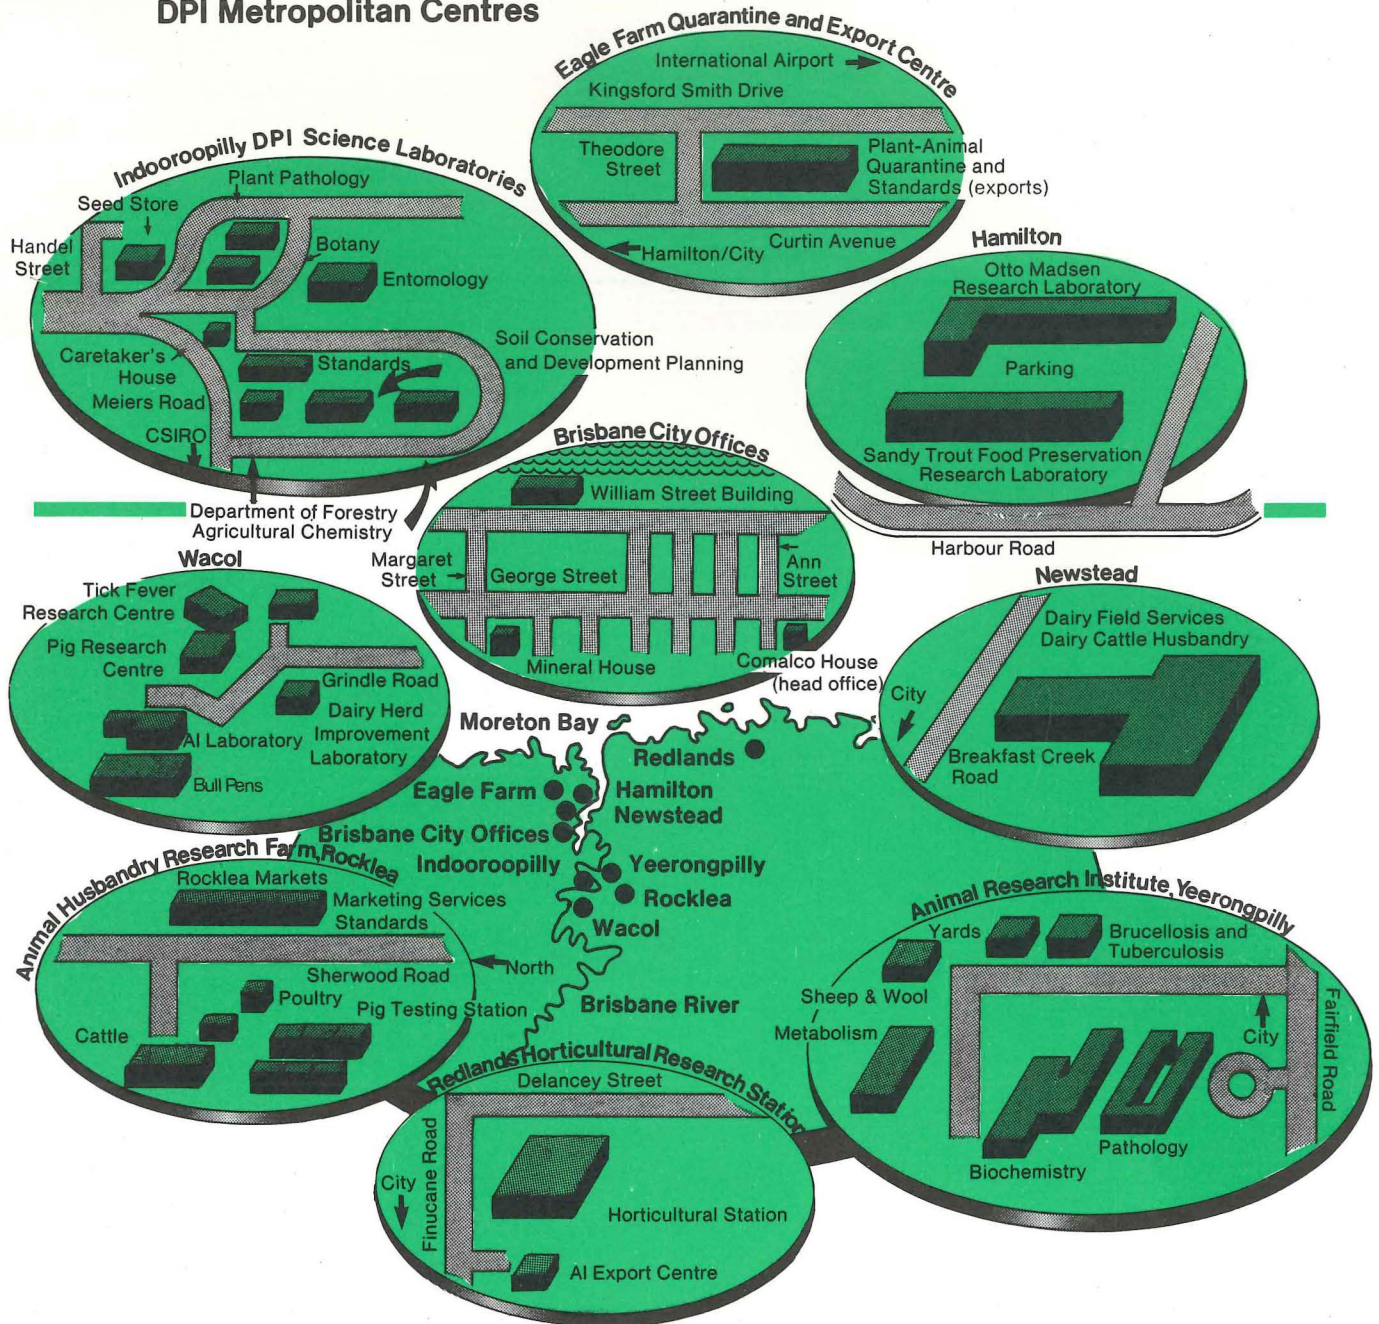 DPI Metropolitan Centres
Eagle Farm Quarantine and Export Centre
International Airport
Kingsford Smith Drive
Theodore
Street
Plant-Animal
Quarantine and
Standards (exports)
Curtin Avenue
Hamilton/City
Indooroopilly DPI Science Laboratories
Plant Pathology
Seed Store
Handel
Street
Botany
Entomology
Soil Conservation
and Development Planning
Caretaker's
House
Standards
Meiers Road
CSIRO
Department of Forestry
Agricultural Chemistry
Hamilton
Otto Madsen
Research Laboratory
Parking
Sandy Trout Food Preservation
Research Laboratory
Harbour Road
Brisbane City Offices
William Street Building
Margaret
Street
George Street
Ann
Street
Mineral House
Comalco House
(head office)
Wacol
Tick Fever
Research Centre
Pig Research
Centre
Grindle Road
Dairy Herd
Improvement
Laboratory
AI Laboratory
Bull Pens
Newstead
Dairy Field Services
Dairy Cattle Husbandry
City
Breakfast Creek
Road
Moreton Bay
Redlands
Eagle Farm
Hamilton
Newstead
Brisbane City Offices
Indooroopilly
Yeerongpilly
Rocklea
Wacol
Brisbane River
Animal Husbandry Research Farm, Rocklea
Rocklea Markets
Marketing Services
Standards
Sherwood Road
North
Poultry
Pig Testing Station
Cattle
Animal Research Institute, Yeerongpilly
Yards
Brucellosis and
Tuberculosis
Sheep & Wool
Metabolism
City
Fairfield Road
Pathology
Biochemistry
Redlands Horticultural Research Station
Delancey Street
Finucane Road
City
Horticultural Station
AI Export Centre